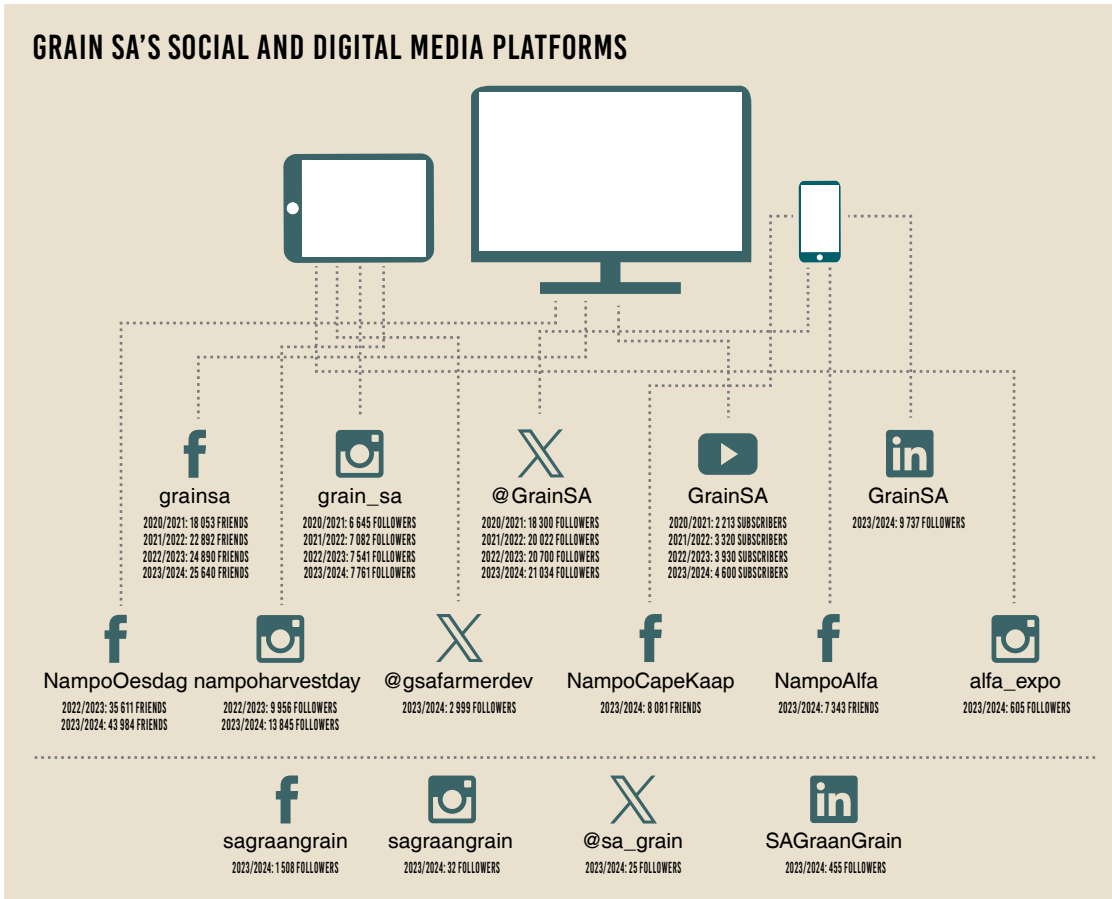 GRAIN SA'S SOCIAL AND DIGITAL MEDIA PLATFORMS
grainsa
2020/2021: 18 053 FRIENDS
2021/2022: 22 892 FRIENDS
2022/2023: 24 890 FRIENDS
2023/2024: 25 640 FRIENDS
grain_sa
2020/2021: 6 645 FOLLOWERS
2021/2022: 7 082 FOLLOWERS
2022/2023: 7 541 FOLLOWERS
2023/2024: 7 761 FOLLOWERS
@GrainSA
2020/2021: 18 300 FOLLOWERS
2021/2022: 20 022 FOLLOWERS
2022/2023: 20 700 FOLLOWERS
2023/2024: 21 034 FOLLOWERS
GrainSA
2020/2021: 2 213 SUBSCRIBERS
2021/2022: 3 320 SUBSCRIBERS
2022/2023: 3 930 SUBSCRIBERS
2023/2024: 4 600 SUBSCRIBERS
GrainSA
2023/2024: 9 737 FOLLOWERS
NampoOesdag
2022/2023: 35 611 FRIENDS
2023/2024: 43 984 FRIENDS
nampoharvestday
2022/2023: 9 956 FOLLOWERS
2023/2024: 13 845 FOLLOWERS
@gsafarmerdev
2023/2024: 2 999 FOLLOWERS
NampoCapeKaap
2023/2024: 8 081 FRIENDS
NampoAlfa
2023/2024: 7 343 FRIENDS
alfa_expo
2023/2024: 605 FOLLOWERS
sagraangrain
2023/2024: 1 508 FOLLOWERS
sagraangrain
2023/2024: 32 FOLLOWERS
@sa_grain
2023/2024: 25 FOLLOWERS
SAGraanGrain
2023/2024: 455 FOLLOWERS